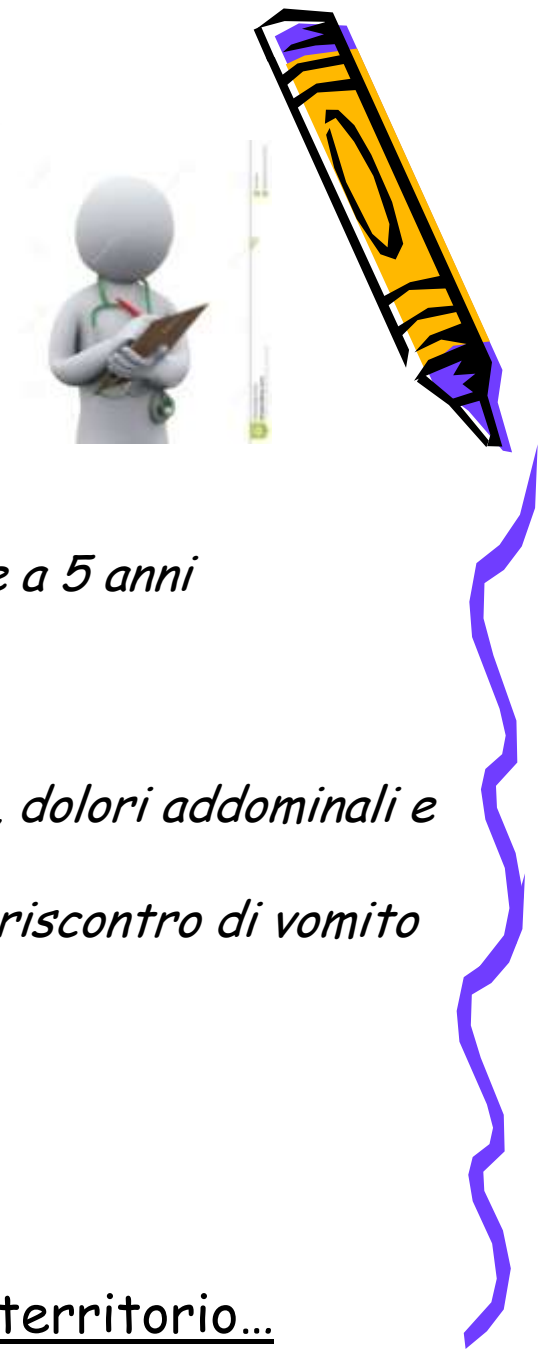 e a 5 anni
dolori addominali e
riscontro di vomito
territorio…